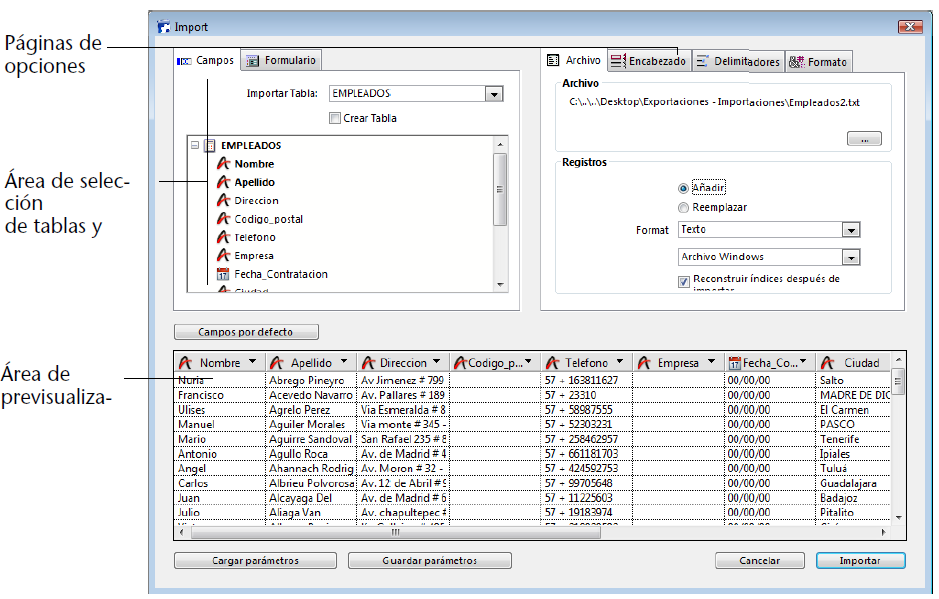 Import
Páginas de
opciones
Campos
Formulario
Archivo
Encabezado
Delimitadores
Formato
Importar Tabla:
EMPLEADOS
Crear Tabla
Archivo
C:\..\..\Desktop\Exportaciones - Importaciones\Empleados2.txt
...
EMPLEADOS
Nombre
Apellido
Direccion
Codigo_postal
Telefono
Empresa
17 Fecha_Contratacion
Ciudad
Área de selec-
ción
de tablas y
Registros
Añadir
Reemplazar
Format
Texto
Archivo Windows
Reconstruir índices después de
importar
Campos por defecto
Área de
previsualiza-
Nombre Apellido Direccion Codigo_p... Telefono Empresa 17 Fecha_Co... Ciudad
Nuria Abrego Pineyro Av Jimenez # 799 57 + 163811627 00/00/00 Salto
Francisco Acevedo Navarro Av. Pallares # 189 57 + 23310 00/00/00 MADRE DE DIC
Ulises Agrelo Perez Via Esmeralda # 8 57 + 58987555 00/00/00 El Carmen
Manuel Aguiler Morales Via monte # 345 - 57 + 52303231 00/00/00 PASCO
Mario Aguirre Sandoval San Rafael 235 # 8 57 + 258462957 00/00/00 Tenerife
Antonio Agullo Roca Av. de Madrid # 4 57 + 661181703 00/00/00 Ipiales
Angel Ahannach Rodrig Av. Moron # 32 - 57 + 424592753 00/00/00 Tuluá
Carlos Albrieu Polvorosa Av.12 de Abril # 9 57 + 99705648 00/00/00 Guadalajara
Juan Alcayaga Del Av. de Madrid # 6 57 + 11225603 00/00/00 Badajoz
Julio Aliaga Van Av. chapultepec # 57 + 19183974 00/00/00 Pitalito
Cargar parámetros
Guardar parámetros
Cancelar
Importar